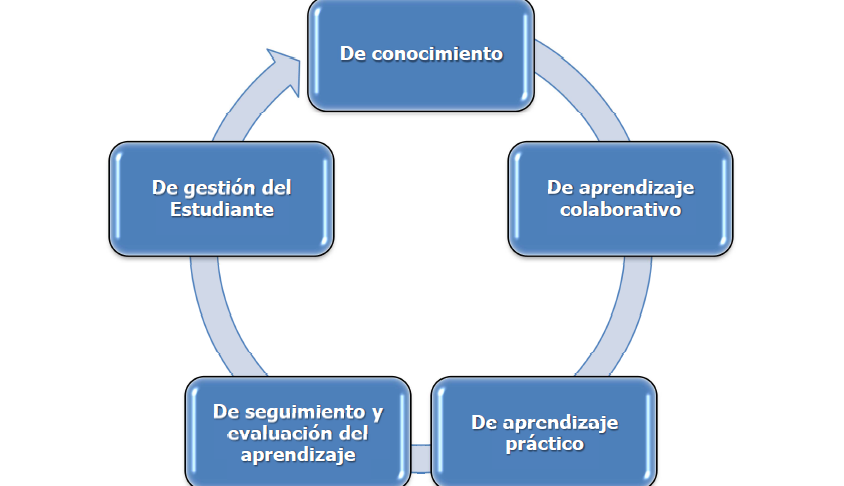 De conocimiento
De aprendizaje
colaborativo
De aprendizaje
práctico
De seguimiento y
evaluación del
aprendizaje
De gestión del
Estudiante